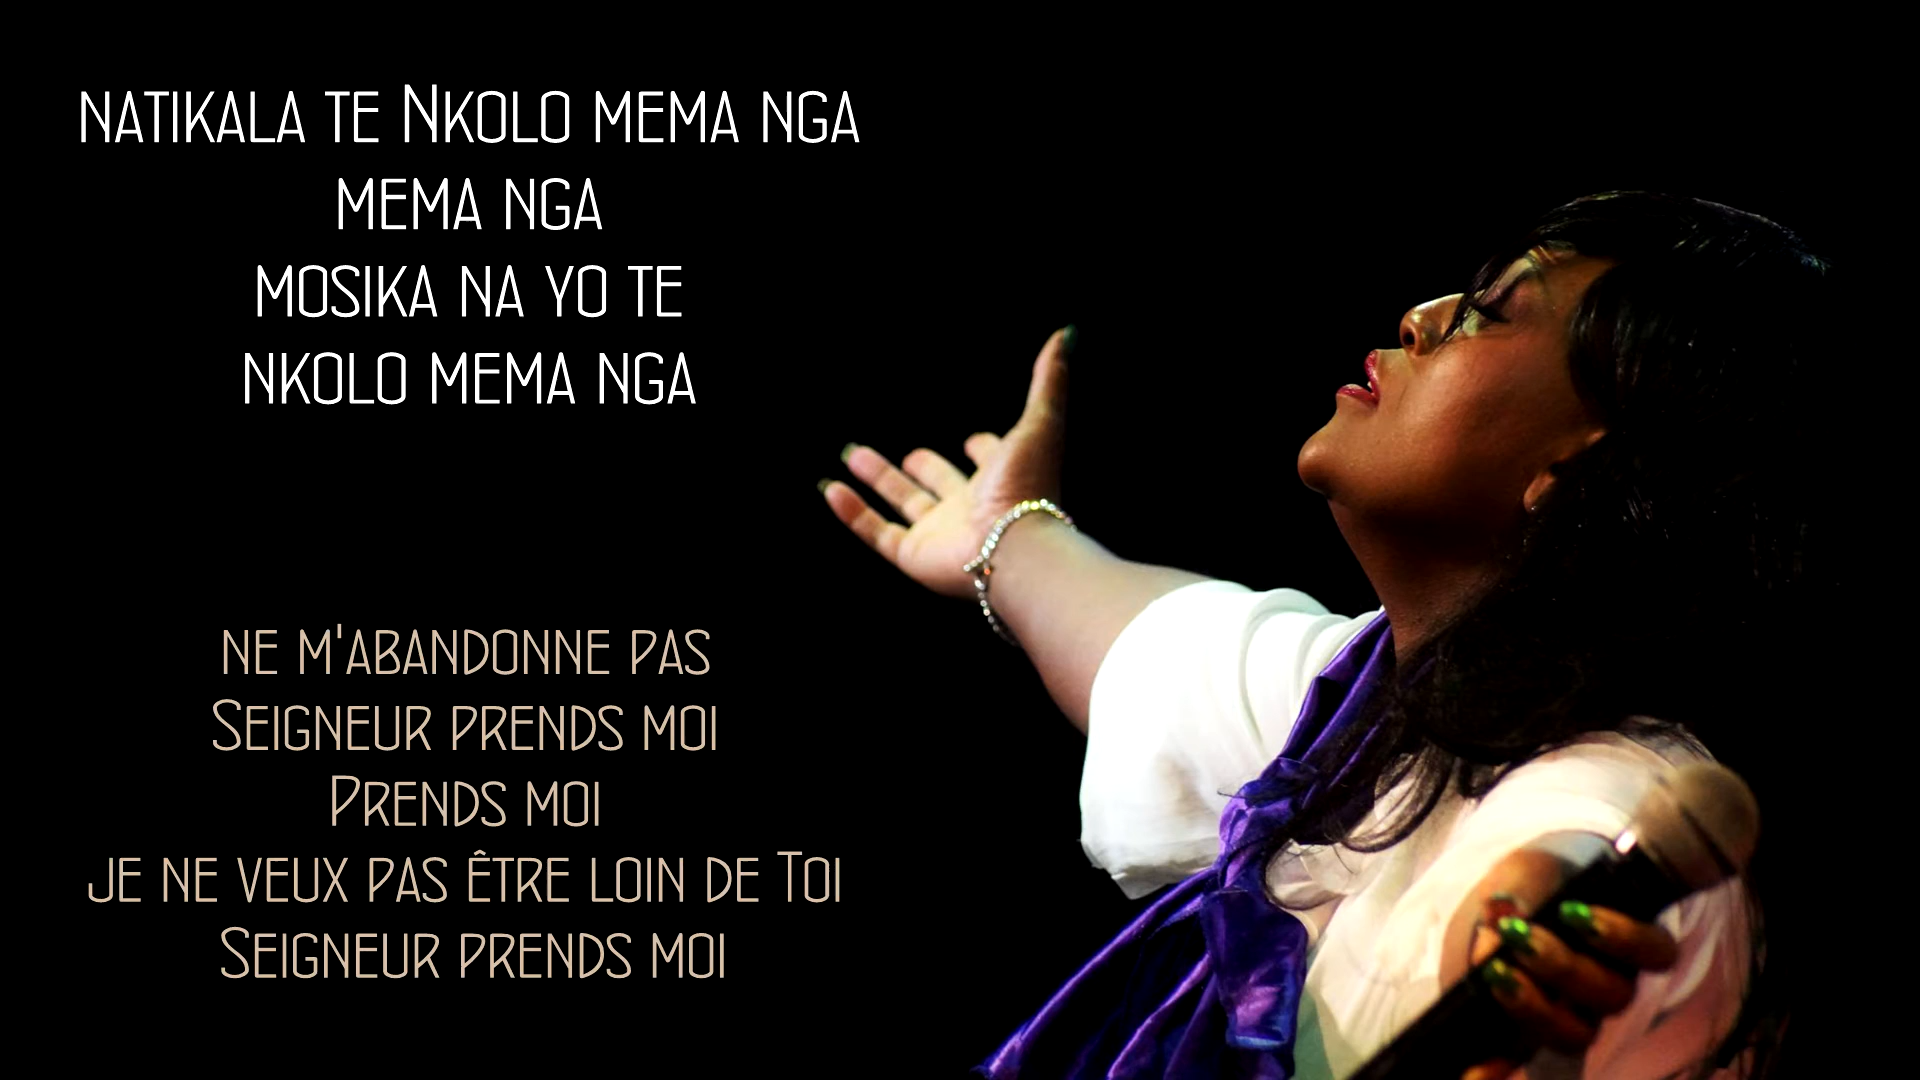 NATIKALA TE NKOLO MEMA NGA
MEMA NGA
MOSIKA NA YO TE
NKOLO MEMA NGA
NE M'ABANDONNE PAS
SEIGNEUR PRENDS MOI
PRENDS MOI
JE NE VEUX PAS ÊTRE LOIN DE TOI
SEIGNEUR PRENDS MOI